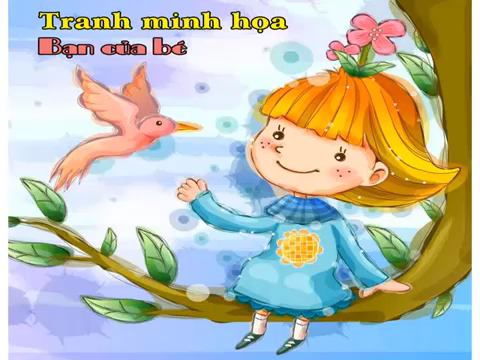 Tranh minh họa
Bạn của bé